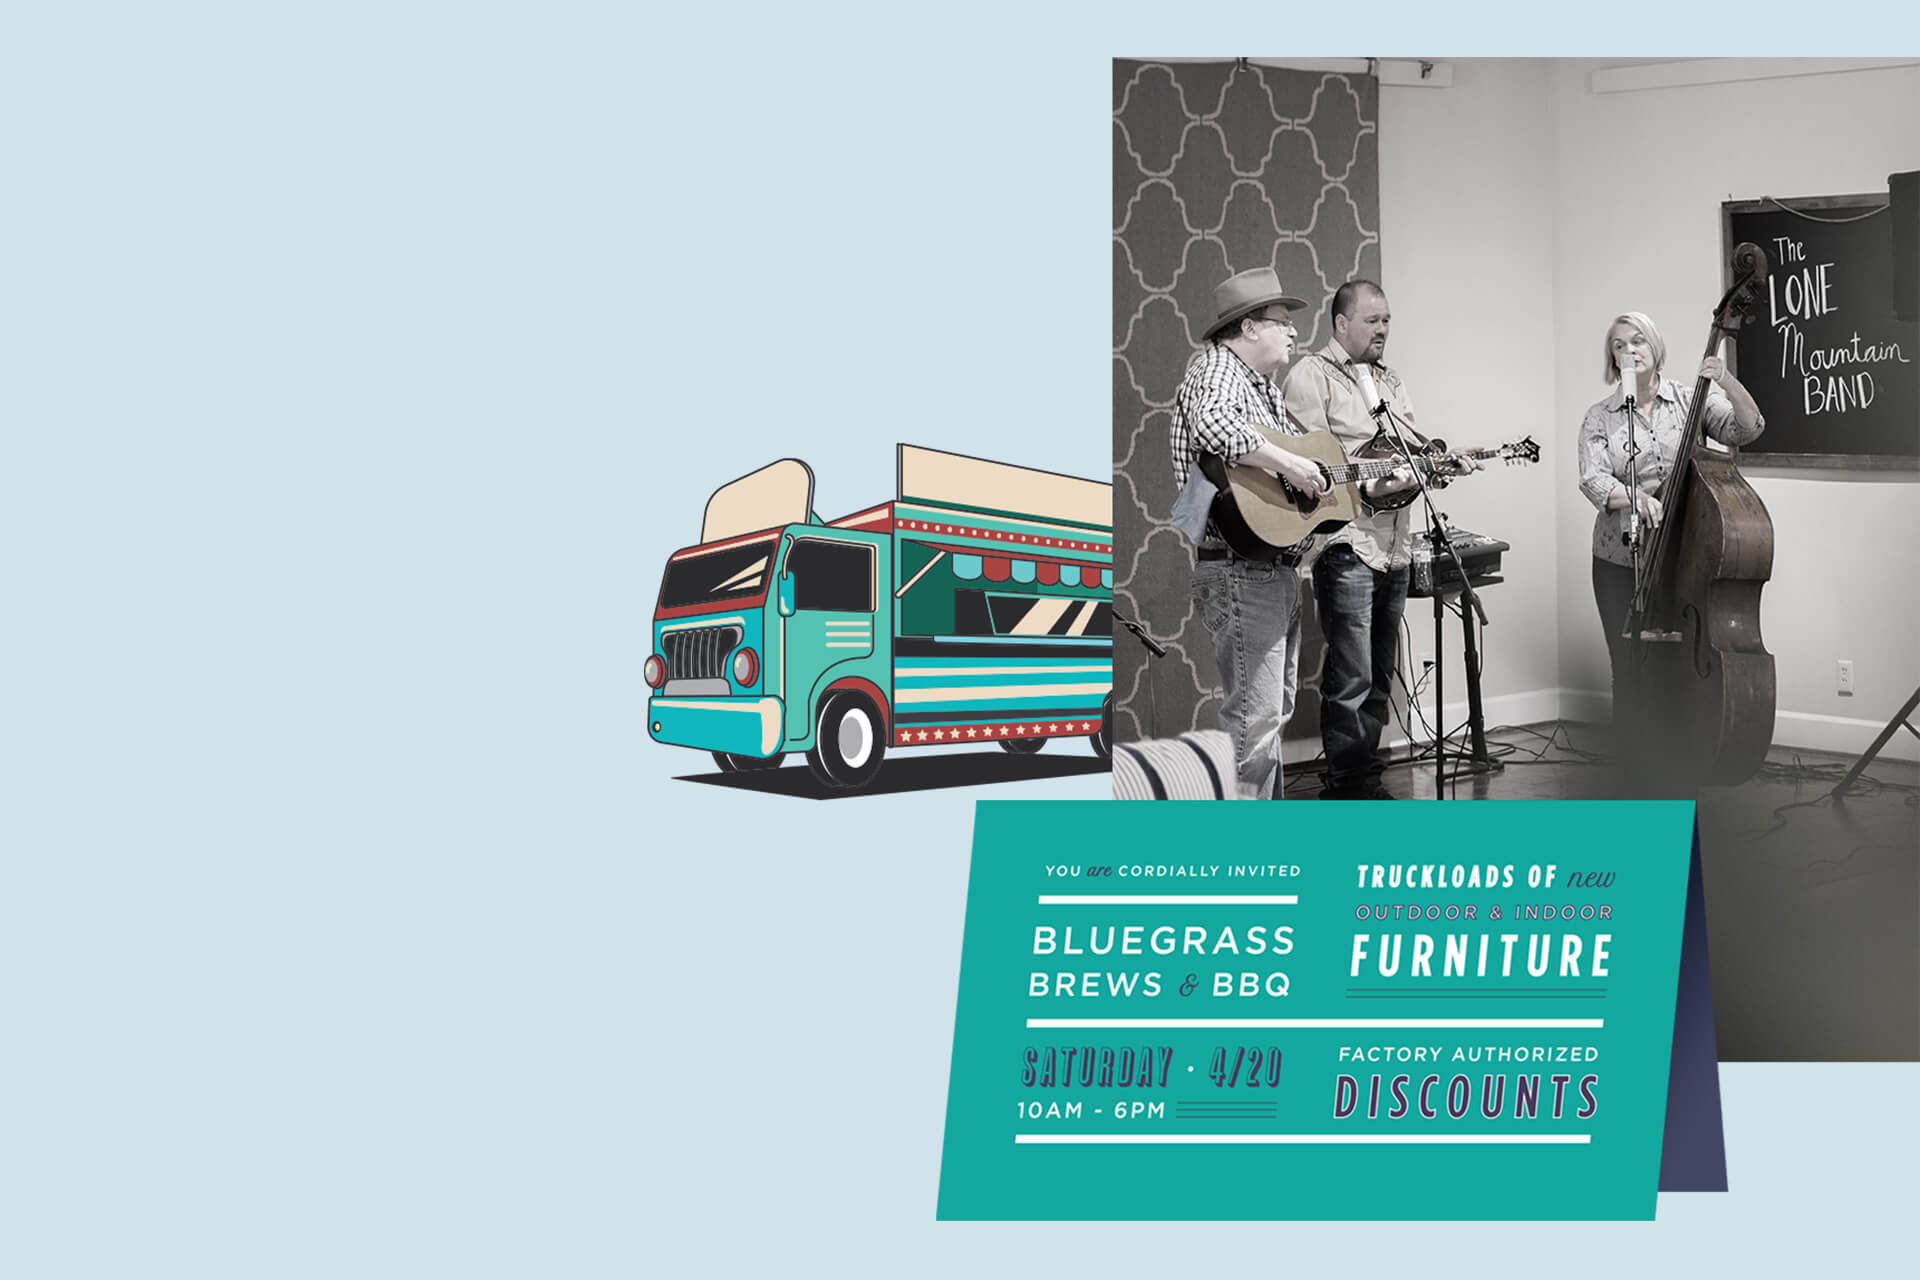 The
LONE
Mountain
BAND
YOU are CORDIALLY INVITED
BLUEGRASS
BREWS & BBQ
TRUCKLOADS OF new
OUTDOOR & INDOOR
FURNITURE
SATURDAY · 4/20
10AM - 6PM
FACTORY AUTHORIZED
DISCOUNTS